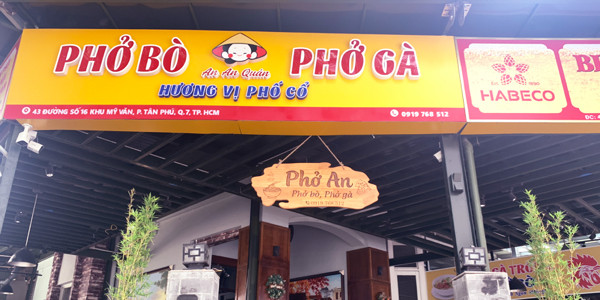 PHỞ BÒ
An An Quán
PHỞ GÀ
HƯƠNG VỊ PHỐ CỔ
43 ĐƯỜNG SỐ 16 KHU MỸ VĂN, P. TÂN PHÚ, Q.7, TP. HCM
0919 768 512
HABECO
Phở An
Phở bò, Phở gà